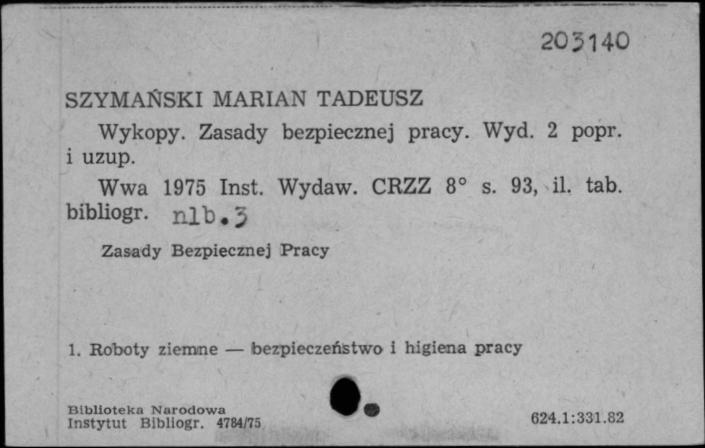 203140
SZYMAŃSKI MARIAN TADEUSZ
Wykopy. Zasady bezpiecznej pracy. Wyd. 2 popr.
i uzup.
Wwa 1975 Inst. Wydaw. CRZZ 8° s. 93, il. tab.
bibliogr. nlb. 3
Zasady Bezpiecznej Pracy
1. Roboty ziemne — bezpieczeństwo i higiena pracy
Biblioteka Narodowa
Instytut Bibliogr. 4784/75
624.1:331.82